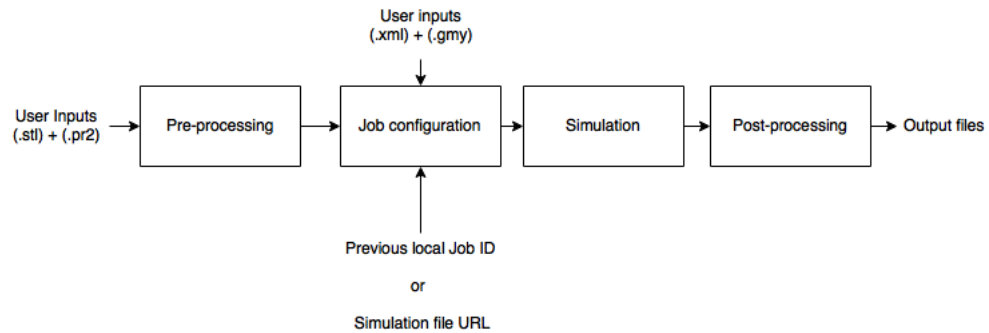 User inputs
(.xml) + (.gmy)
User Inputs
(.stl) + (.pr2)
Pre-processing
Job configuration
Simulation
Post-processing
Output files
Previous local Job ID
or
Simulation file URL